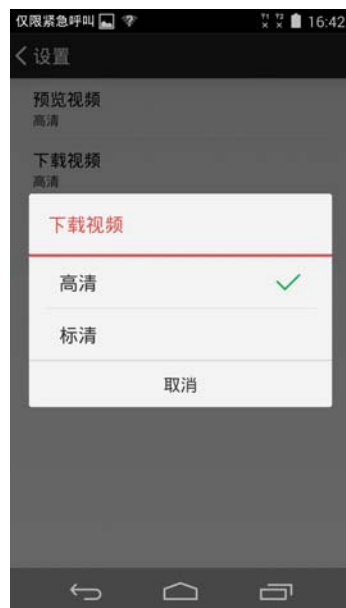 仅限紧急呼叫 16:42
设置
预览视频
高清
下载视频
高清
下载视频
高清
标清
取消